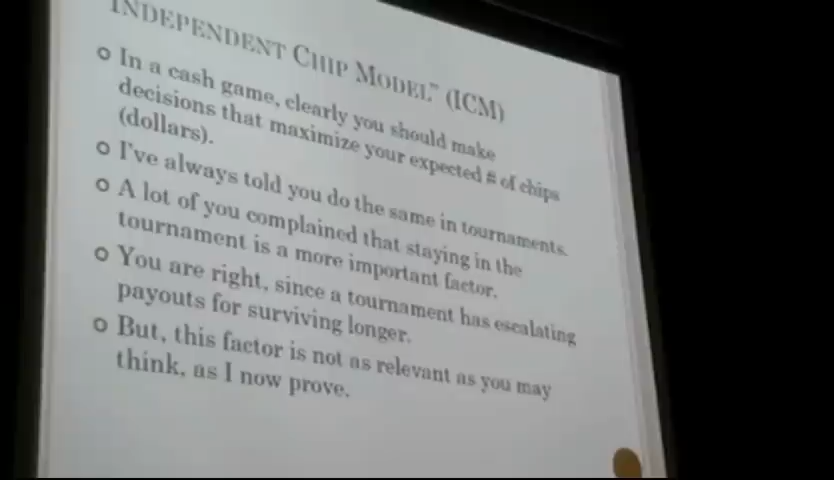 INDEPENDENT CHIP MODEL" (ICM)
In a cash game, clearly you should make
decisions that maximize your expected # of chips
(dollars).
I've always told you do the same in tournaments.
A lot of you complained that staying in the
tournament is a more important factor.
You are right, since a tournament has escalating
payouts for surviving longer.
But, this factor is not as relevant as you may
think, as I now prove.